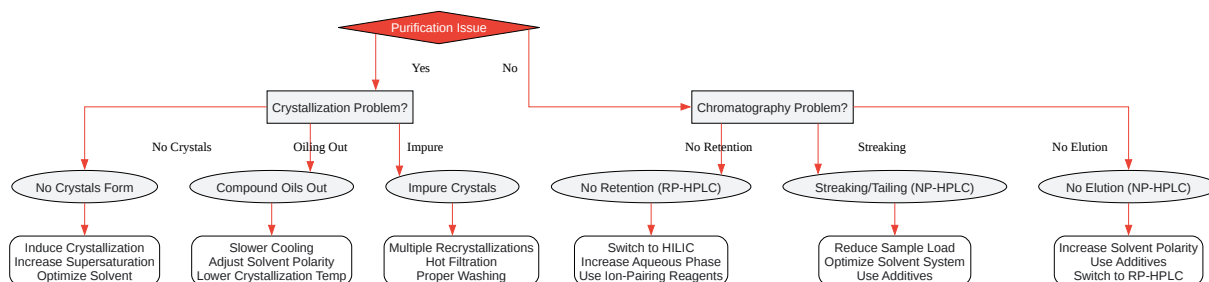 Purification Issue
Yes
No
Crystallization Problem?
Chromatography Problem?
No Crystals
Oiling Out
Impure
No Retention
Streaking
No Elution
No Crystals Form
Compound Oils Out
Impure Crystals
No Retention (RP-HPLC)
Streaking/Tailing (NP-HPLC)
No Elution (NP-HPLC)
Induce Crystallization
Increase Supersaturation
Optimize Solvent
Slower Cooling
Adjust Solvent Polarity
Lower Crystallization Temp
Multiple Recrystallizations
Hot Filtration
Proper Washing
Switch to HILIC
Increase Aqueous Phase
Use Ion-Pairing Reagents
Reduce Sample Load
Optimize Solvent System
Use Additives
Increase Solvent Polarity
Use Additives
Switch to RP-HPLC